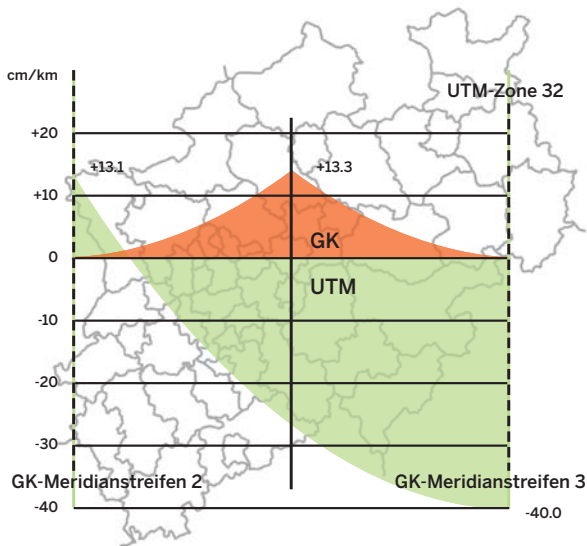 cm/km
UTM-Zone 32
+20
+13.1
+13.3
+10
GK
0
UTM
-10
-20
-30
GK-Meridianstreifen 2
GK-Meridianstreifen 3
-40
-40.0